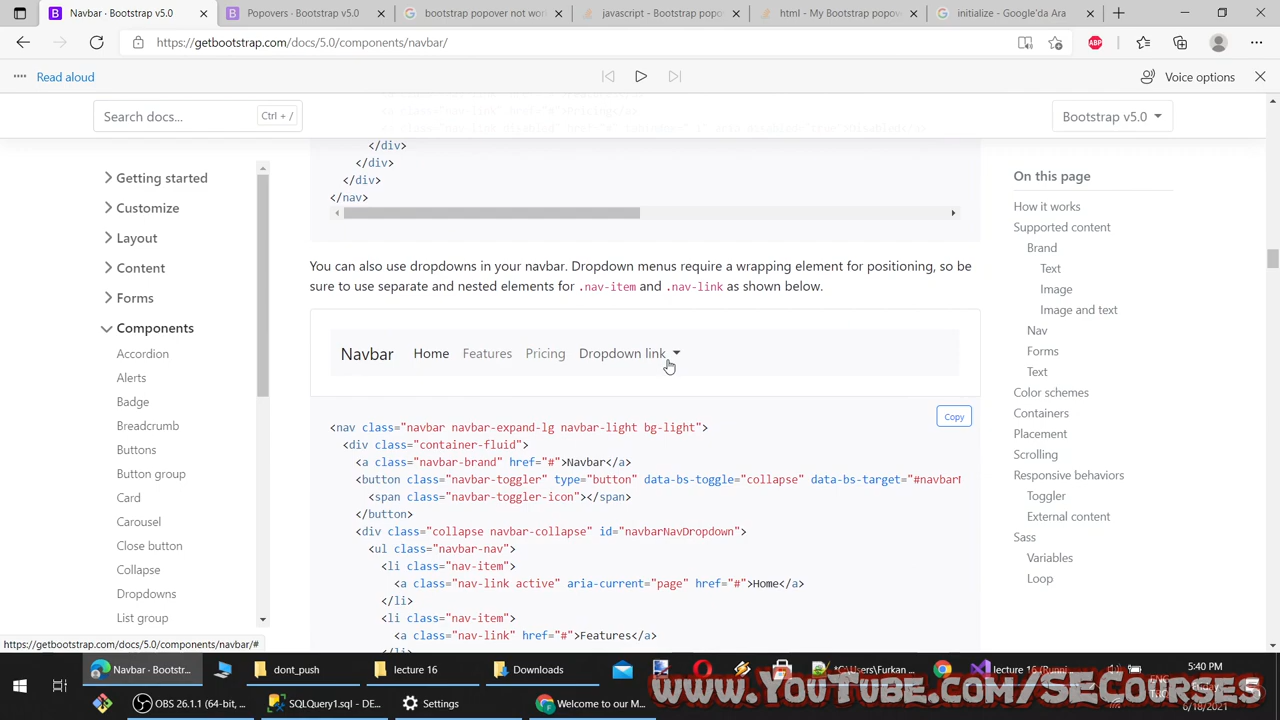 Navbar · Bootstrap v5.0
Popovers · Bootstrap v5.0
bootstrap popover not wor
javascript - Bootstrap popo
html - My Bootstrap popov
initialize - Google'da Ara
https://getbootstrap.com/docs/5.0/components/navbar/
ABP
Read aloud
Voice options
Search docs...
Ctrl + /
Bootstrap v5.0
</div>
</div>
</div>
</nav>
Getting started
Customize
Layout
Content
Forms
Components
Accordion
Alerts
Badge
Breadcrumb
Buttons
Button group
Card
Carousel
Close button
Collapse
Dropdowns
List group
You can also use dropdowns in your navbar. Dropdown menus require a wrapping element for positioning, so be
sure to use separate and nested elements for .nav-item and .nav-link as shown below.
Navbar Home Features Pricing Dropdown link
Copy
<nav class="navbar navbar-expand-lg navbar-light bg-light">
<div class="container-fluid">
<a class="navbar-brand" href="#">Navbar</a>
<button class="navbar-toggler" type="button" data-bs-toggle="collapse" data-bs-target="#navbarN
<span class="navbar-toggler-icon"></span>
</button>
<div class="collapse navbar-collapse" id="navbarNavDropdown">
<ul class="navbar-nav">
<li class="nav-item">
<a class="nav-link active" aria-current="page" href="#">Home</a>
</li>
<li class="nav-item">
<a class="nav-link" href="#">Features</a>
On this page
How it works
Supported content
Brand
Text
Image
Image and text
Nav
Forms
Text
Color schemes
Containers
Placement
Scrolling
Responsive behaviors
Toggler
External content
Sass
Variables
Loop
https://getbootstrap.com/docs/5.0/components/navbar/#
Navbar · Bootstr...
dont_push
lecture 16
Downloads
*C:\Users\Furkan ...
lecture 16 (Runni...
ENG
5:40 PM
Friday
6/18/2021
OBS 26.1.1 (64-bit, ...
SQLQuery1.sql - DE...
Settings
Welcome to our M...
www.YouTube.com/SECourses